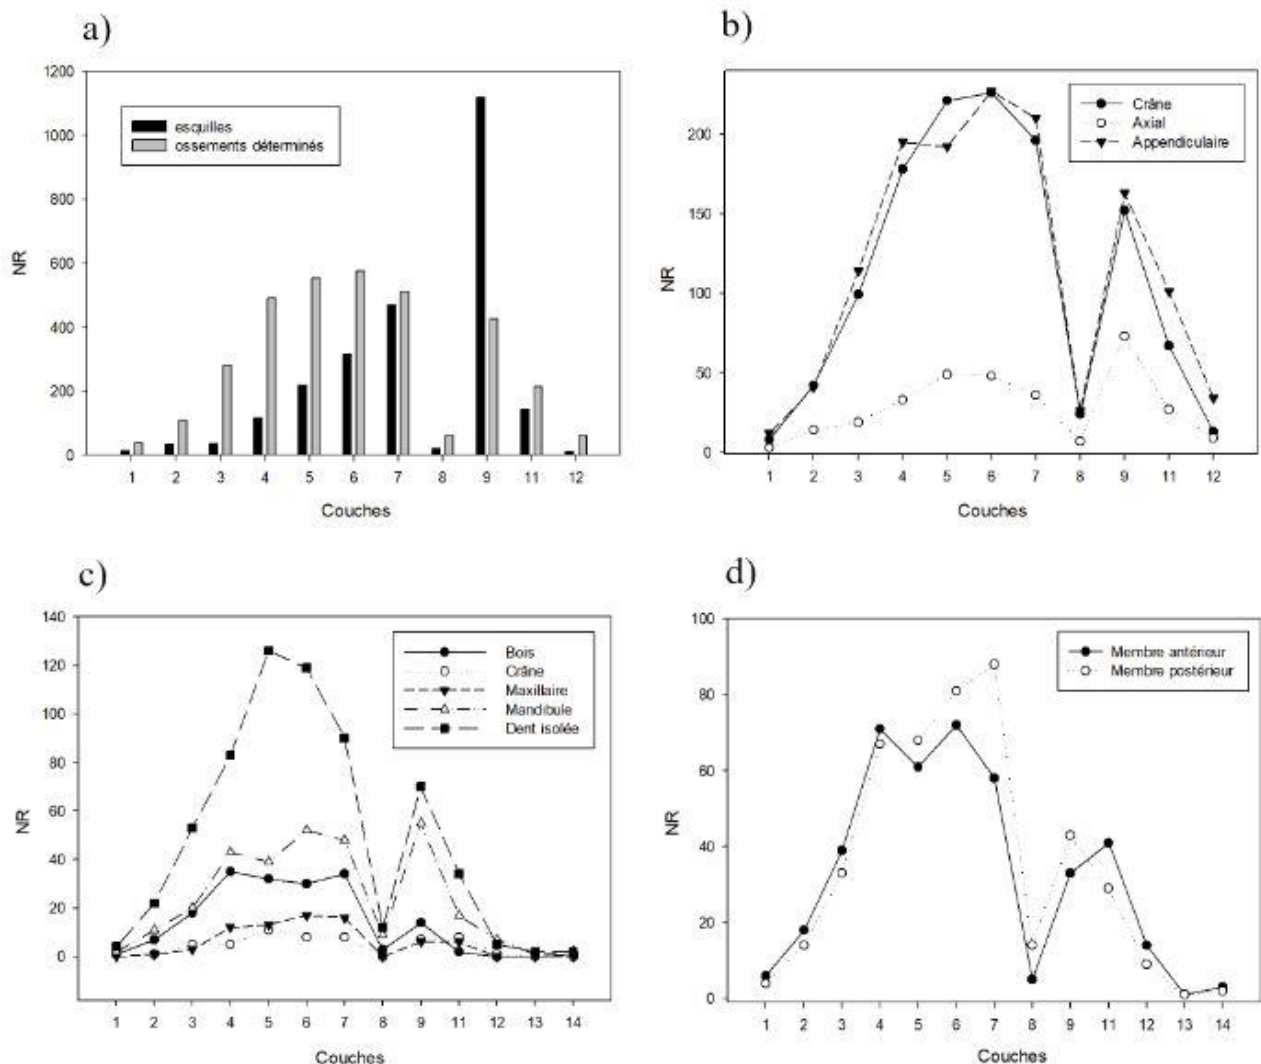 a)
1200
1000
800
600
400
200
0
NR
esquilles
ossements déterminés
1 2 3 4 5 6 7 8 9 11 12
Couches
b)
200
150
100
50
0
NR
Crâne
Axial
Appendiculaire
1 2 3 4 5 6 7 8 9 11 12
Couches
c)
140
120
100
80
60
40
20
0
NR
Bois
Crâne
Maxillaire
Mandibule
Dent isolée
1 2 3 4 5 6 7 8 9 11 12 13 14
Couches
d)
100
80
60
40
20
0
NR
Membre antérieur
Membre postérieur
1 2 3 4 5 6 7 8 9 11 12 13 14
Couches